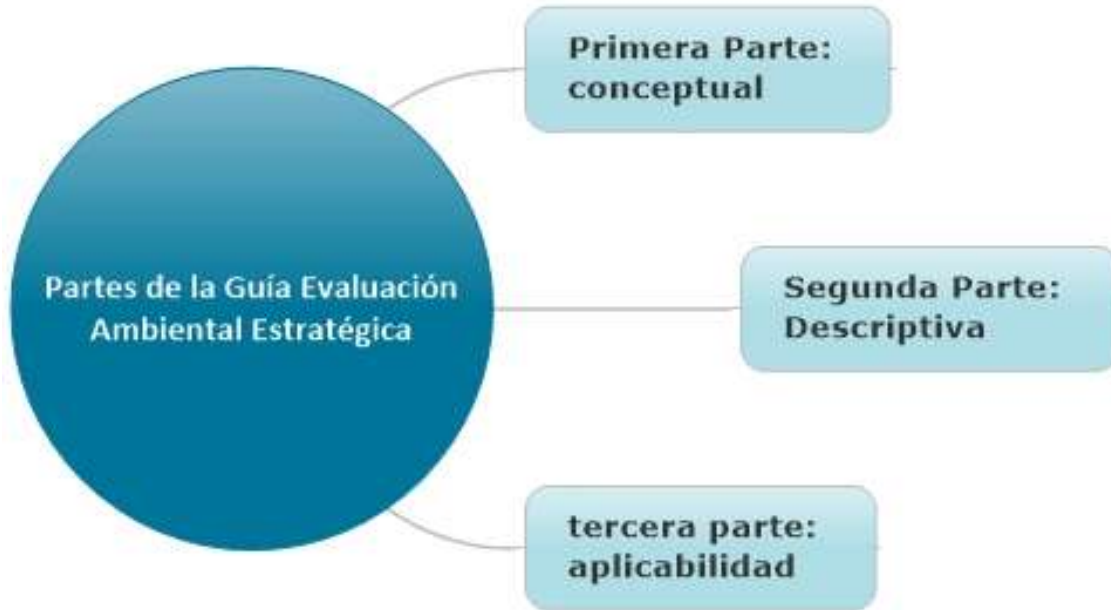 Primera Parte:
conceptual
Partes de la Guía Evaluación
Ambiental Estratégica
Segunda Parte:
Descriptiva
tercera parte:
aplicabilidad